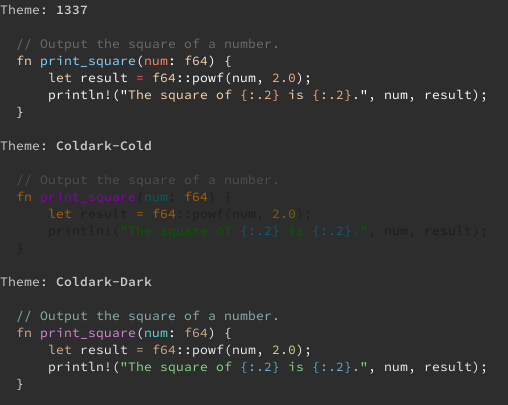 Theme: 1337
// Output the square of a number.
fn print_square(num: f64) {
    let result = f64::powf(num, 2.0);
    println!("The square of {:.2} is {:.2}.", num, result);
}
Theme: Coldark-Cold
// Output the square of a number.
fn print_square(num: f64) {
    let result = f64::powf(num, 2.0);
    println!("The square of {:.2} is {:.2}.", num, result);
}
Theme: Coldark-Dark
// Output the square of a number.
fn print_square(num: f64) {
    let result = f64::powf(num, 2.0);
    println!("The square of {:.2} is {:.2}.", num, result);
}